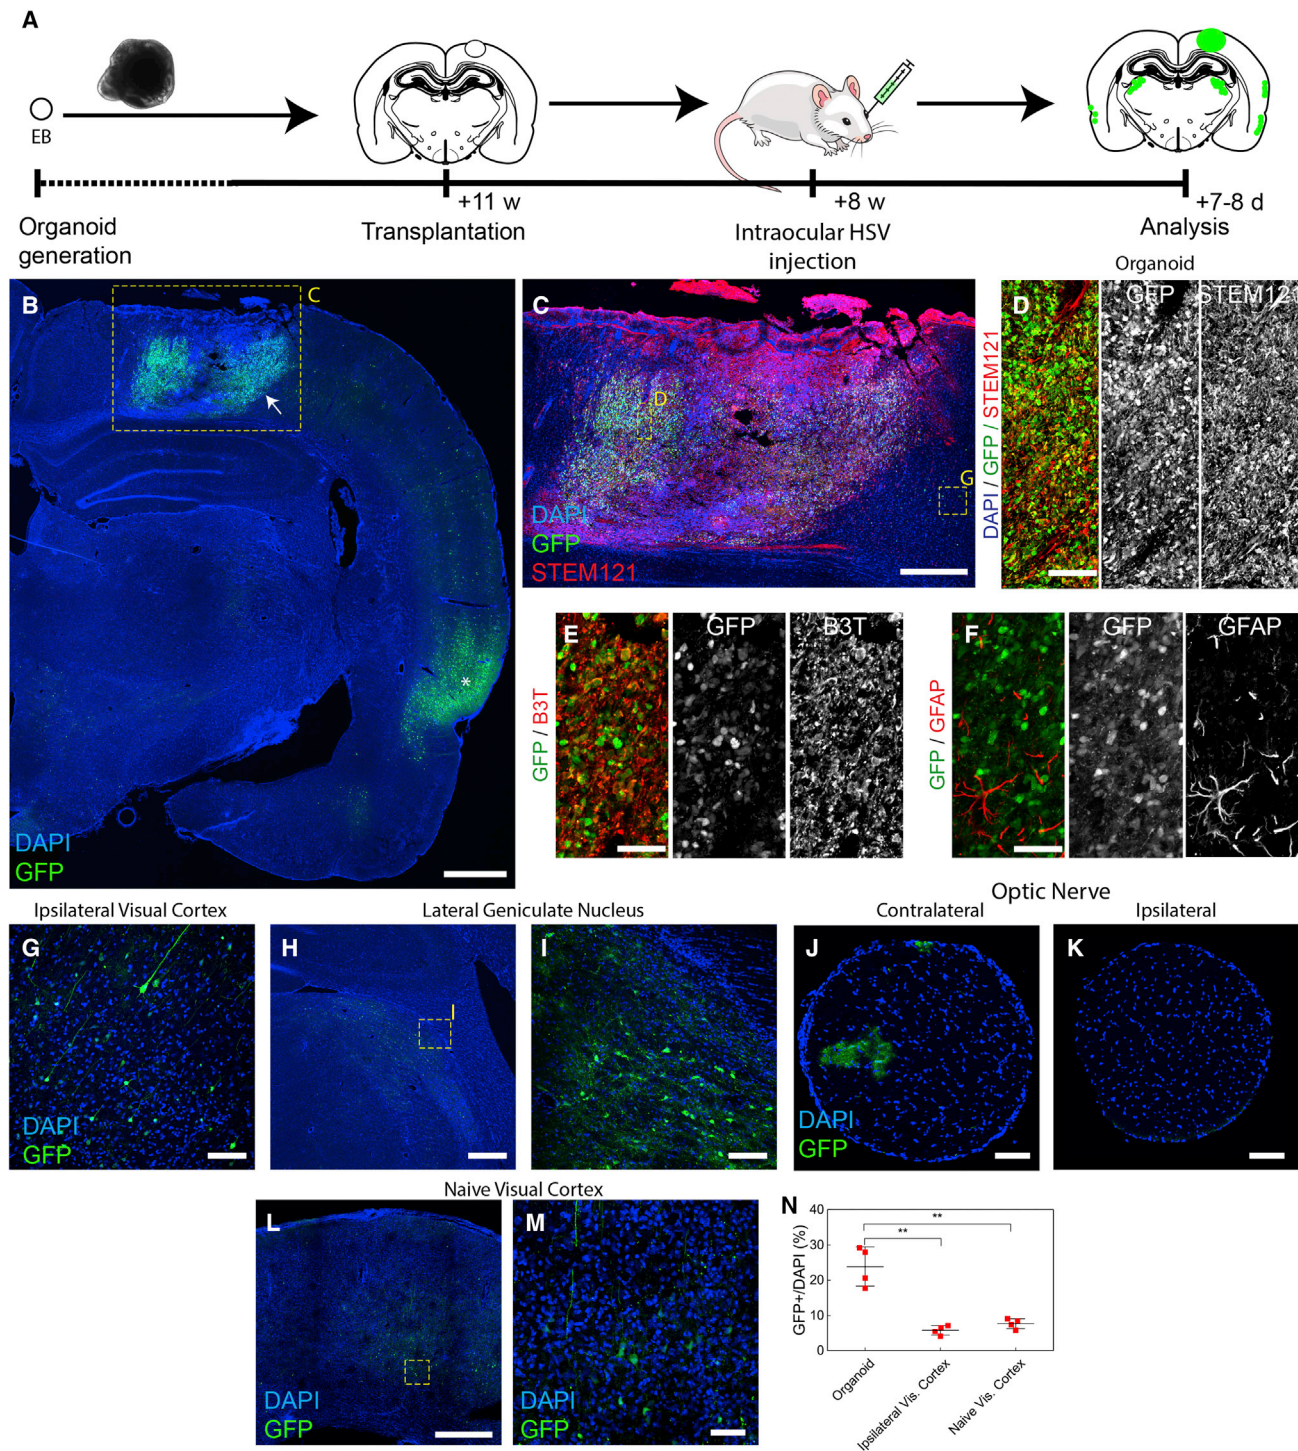 A
EB
+11 w
+8 w
+7-8 d
Organoid
generation
Transplantation
Intraocular HSV
injection
Analysis
B
C
DAPI
GFP
C
D
G
DAPI
GFP
STEM121
Organoid
D
GFP
STEM121
DAPI / GFP / STEM121
E
GFP
B3T
GFP / B3T
F
GFP
GFAP
GFP / GFAP
*
Ipsilateral Visual Cortex
G
DAPI
GFP
Lateral Geniculate Nucleus
H
I
I
Optic Nerve
Contralateral
Ipsilateral
J
DAPI
GFP
K
Naive Visual Cortex
L
DAPI
GFP
M
DAPI
GFP
N
GFP+/DAPI (%)
40
30
20
10
0
**
**
Organoid
Ipsilateral Vis. Cortex
Naive Vis. Cortex